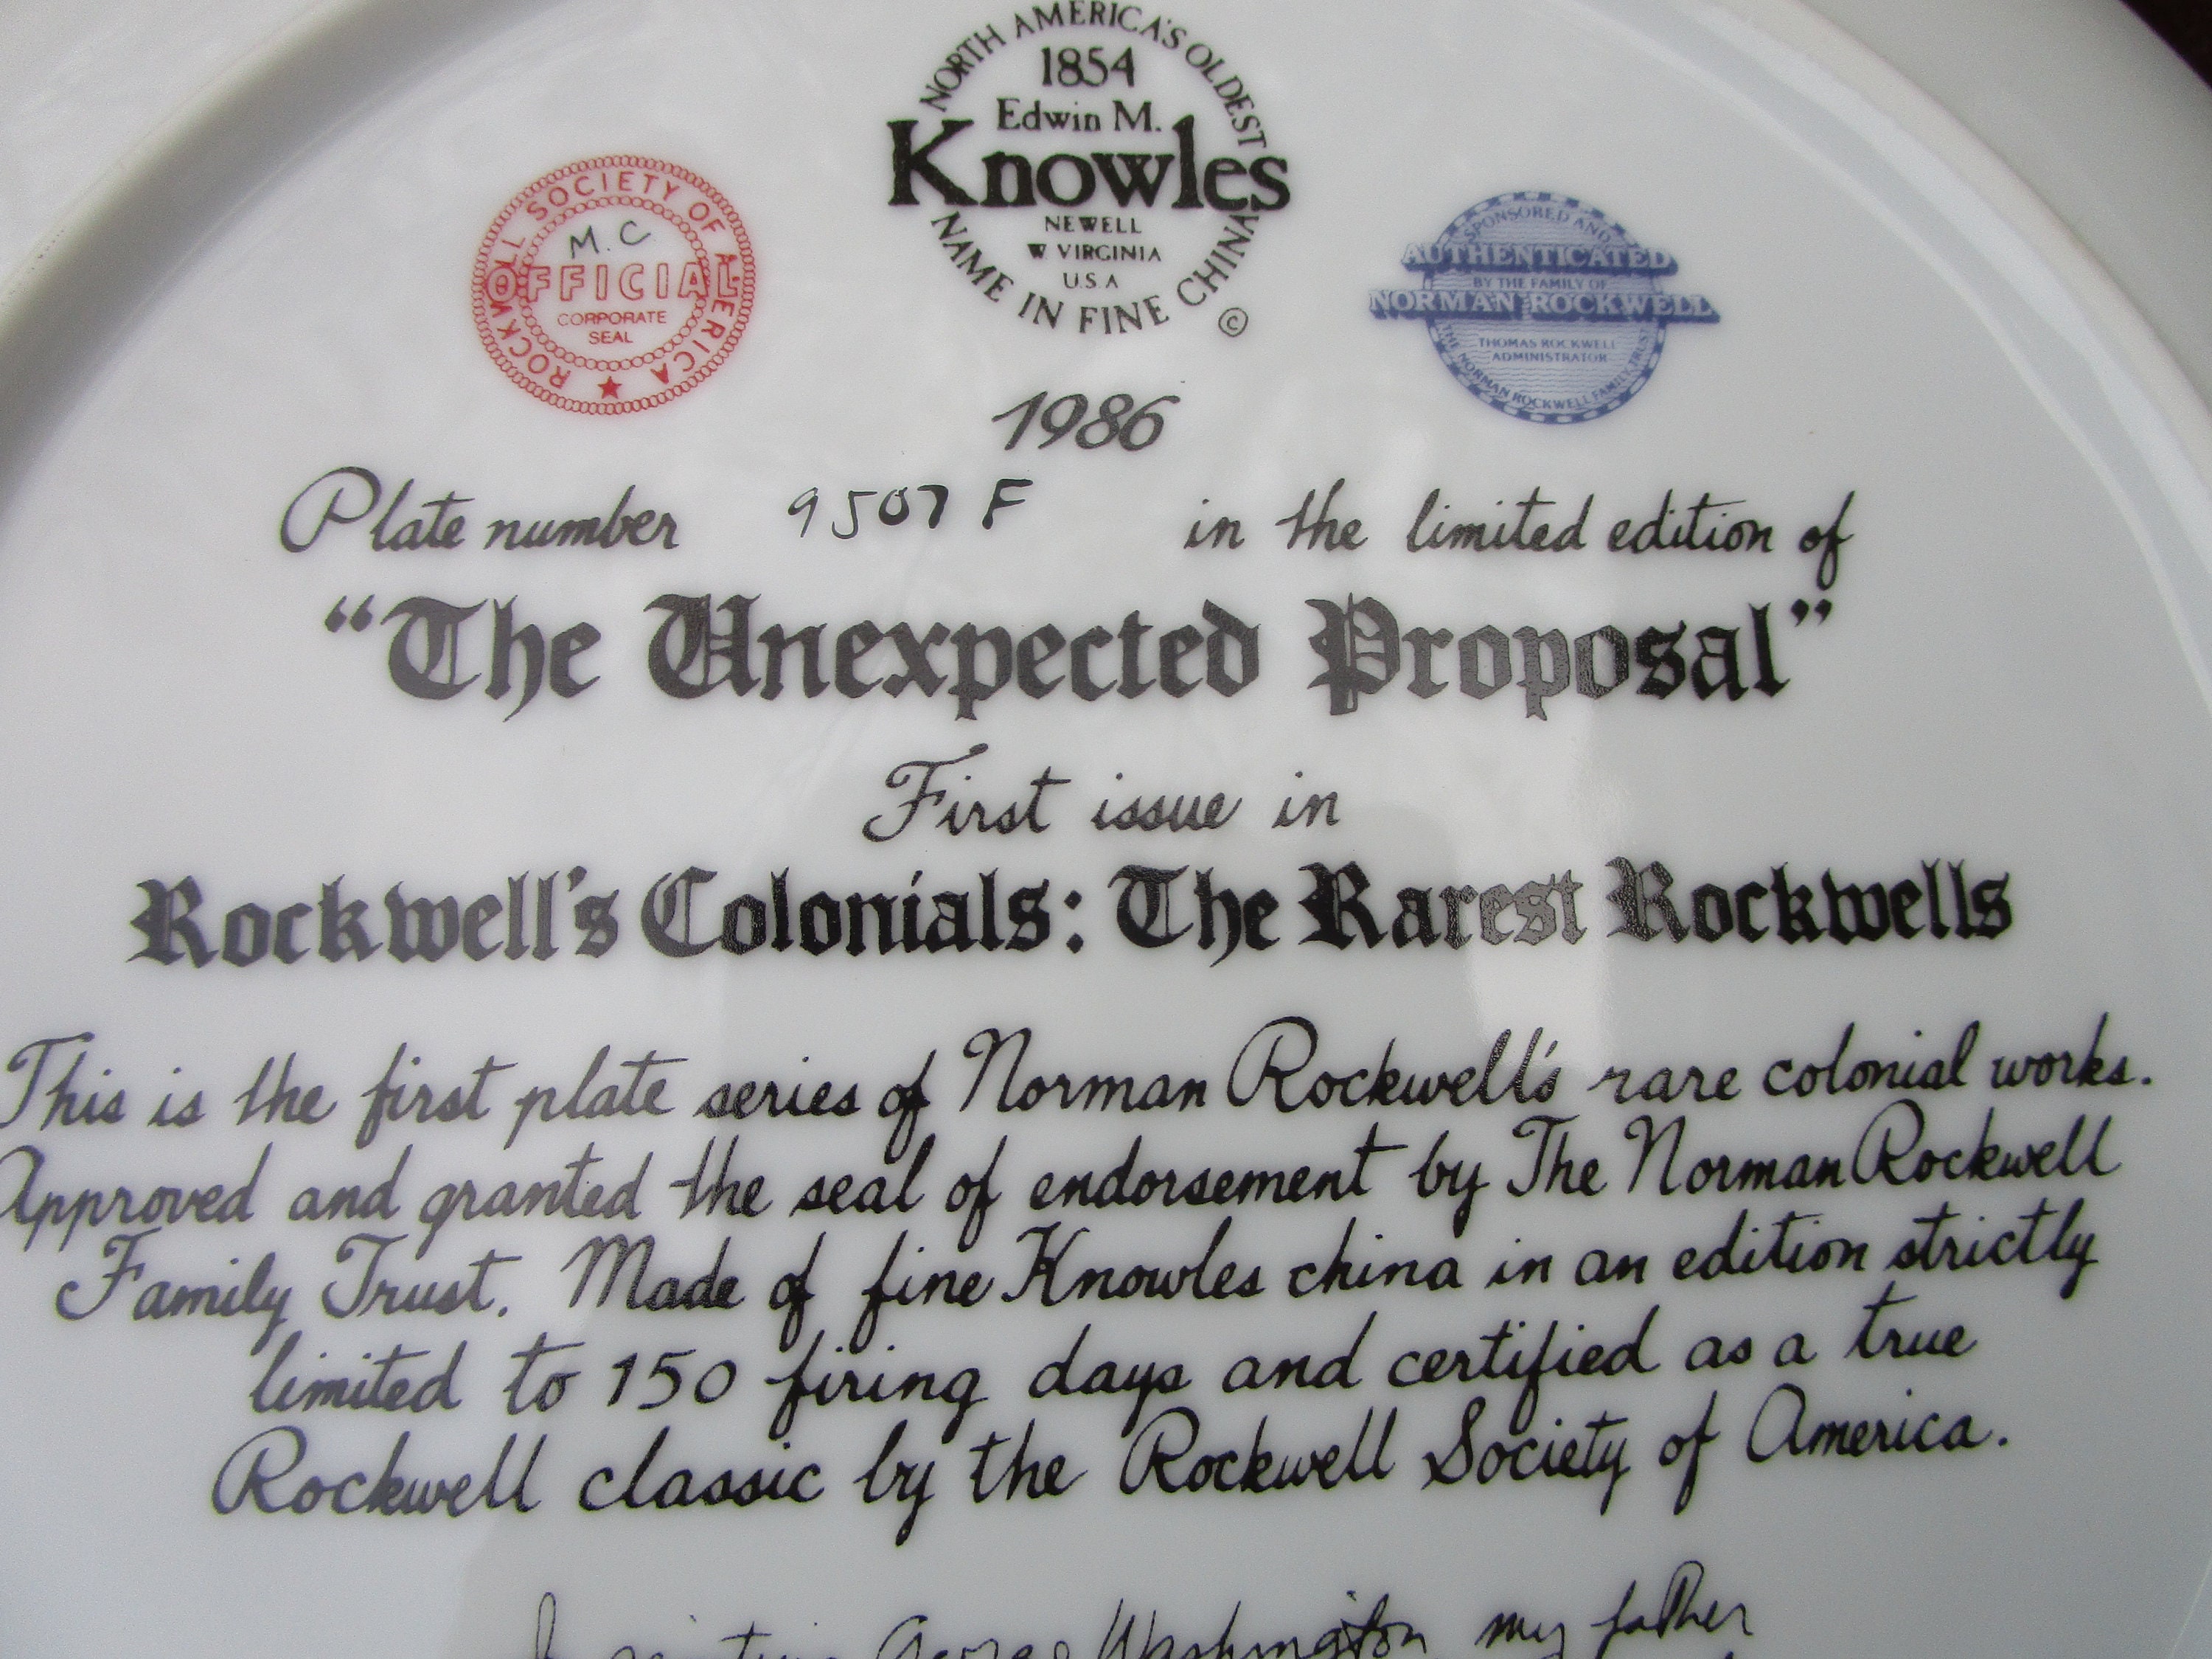 NORTH AMERICA'S OLDEST
1854
Edwin M.
Knowles
NEWELL
W VIRGINIA
U.S.A
NAME IN FINE CHINA
©
ROCKWELL SOCIETY OF AMERICA
M.C
OFFICIAL
CORPORATE
SEAL
SPONSORED AND
AUTHENTICATED
BY THE FAMILY OF
NORMAN ROCKWELL
THOMAS ROCKWELL
ADMINISTRATOR
THE NORMAN ROCKWELL FAMILY TRUST
1986
Plate number 9507 F in the limited edition of
"The Unexpected Proposal"
First issue in
Rockwell's Colonials: The Rarest Rockwells
This is the first plate series of Norman Rockwell's rare colonial works.
Approved and granted the seal of endorsement by The Norman Rockwell
Family Trust. Made of fine Knowles china in an edition strictly
limited to 150 firing days and certified as a true
Rockwell classic by the Rockwell Society of America.
George Washington my father